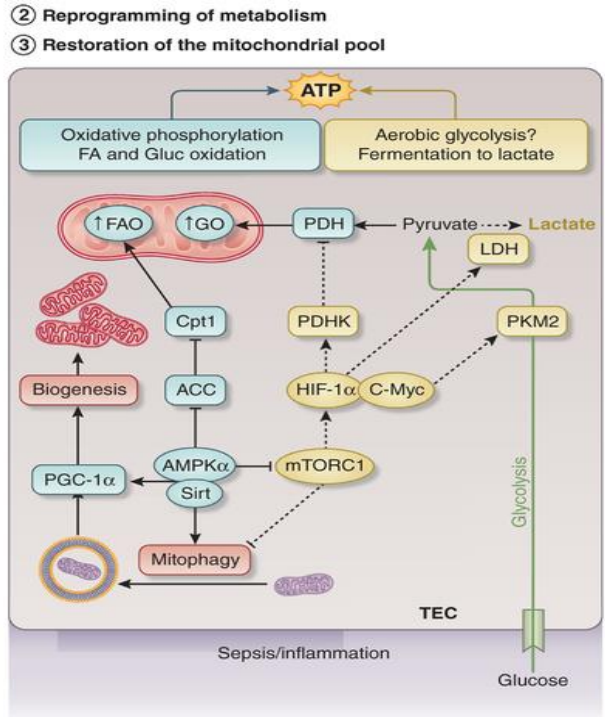 ② Reprogramming of metabolism
③ Restoration of the mitochondrial pool
ATP
Oxidative phosphorylation
FA and Gluc oxidation
Aerobic glycolysis?
Fermentation to lactate
↑FAO
↑GO
PDH
Pyruvate
Lactate
LDH
Cpt1
PDHK
PKM2
Biogenesis
ACC
HIF-1α
C-Myc
AMPKα
mTORC1
PGC-1α
Sirt
Glycolysis
Mitophagy
TEC
Sepsis/inflammation
Glucose